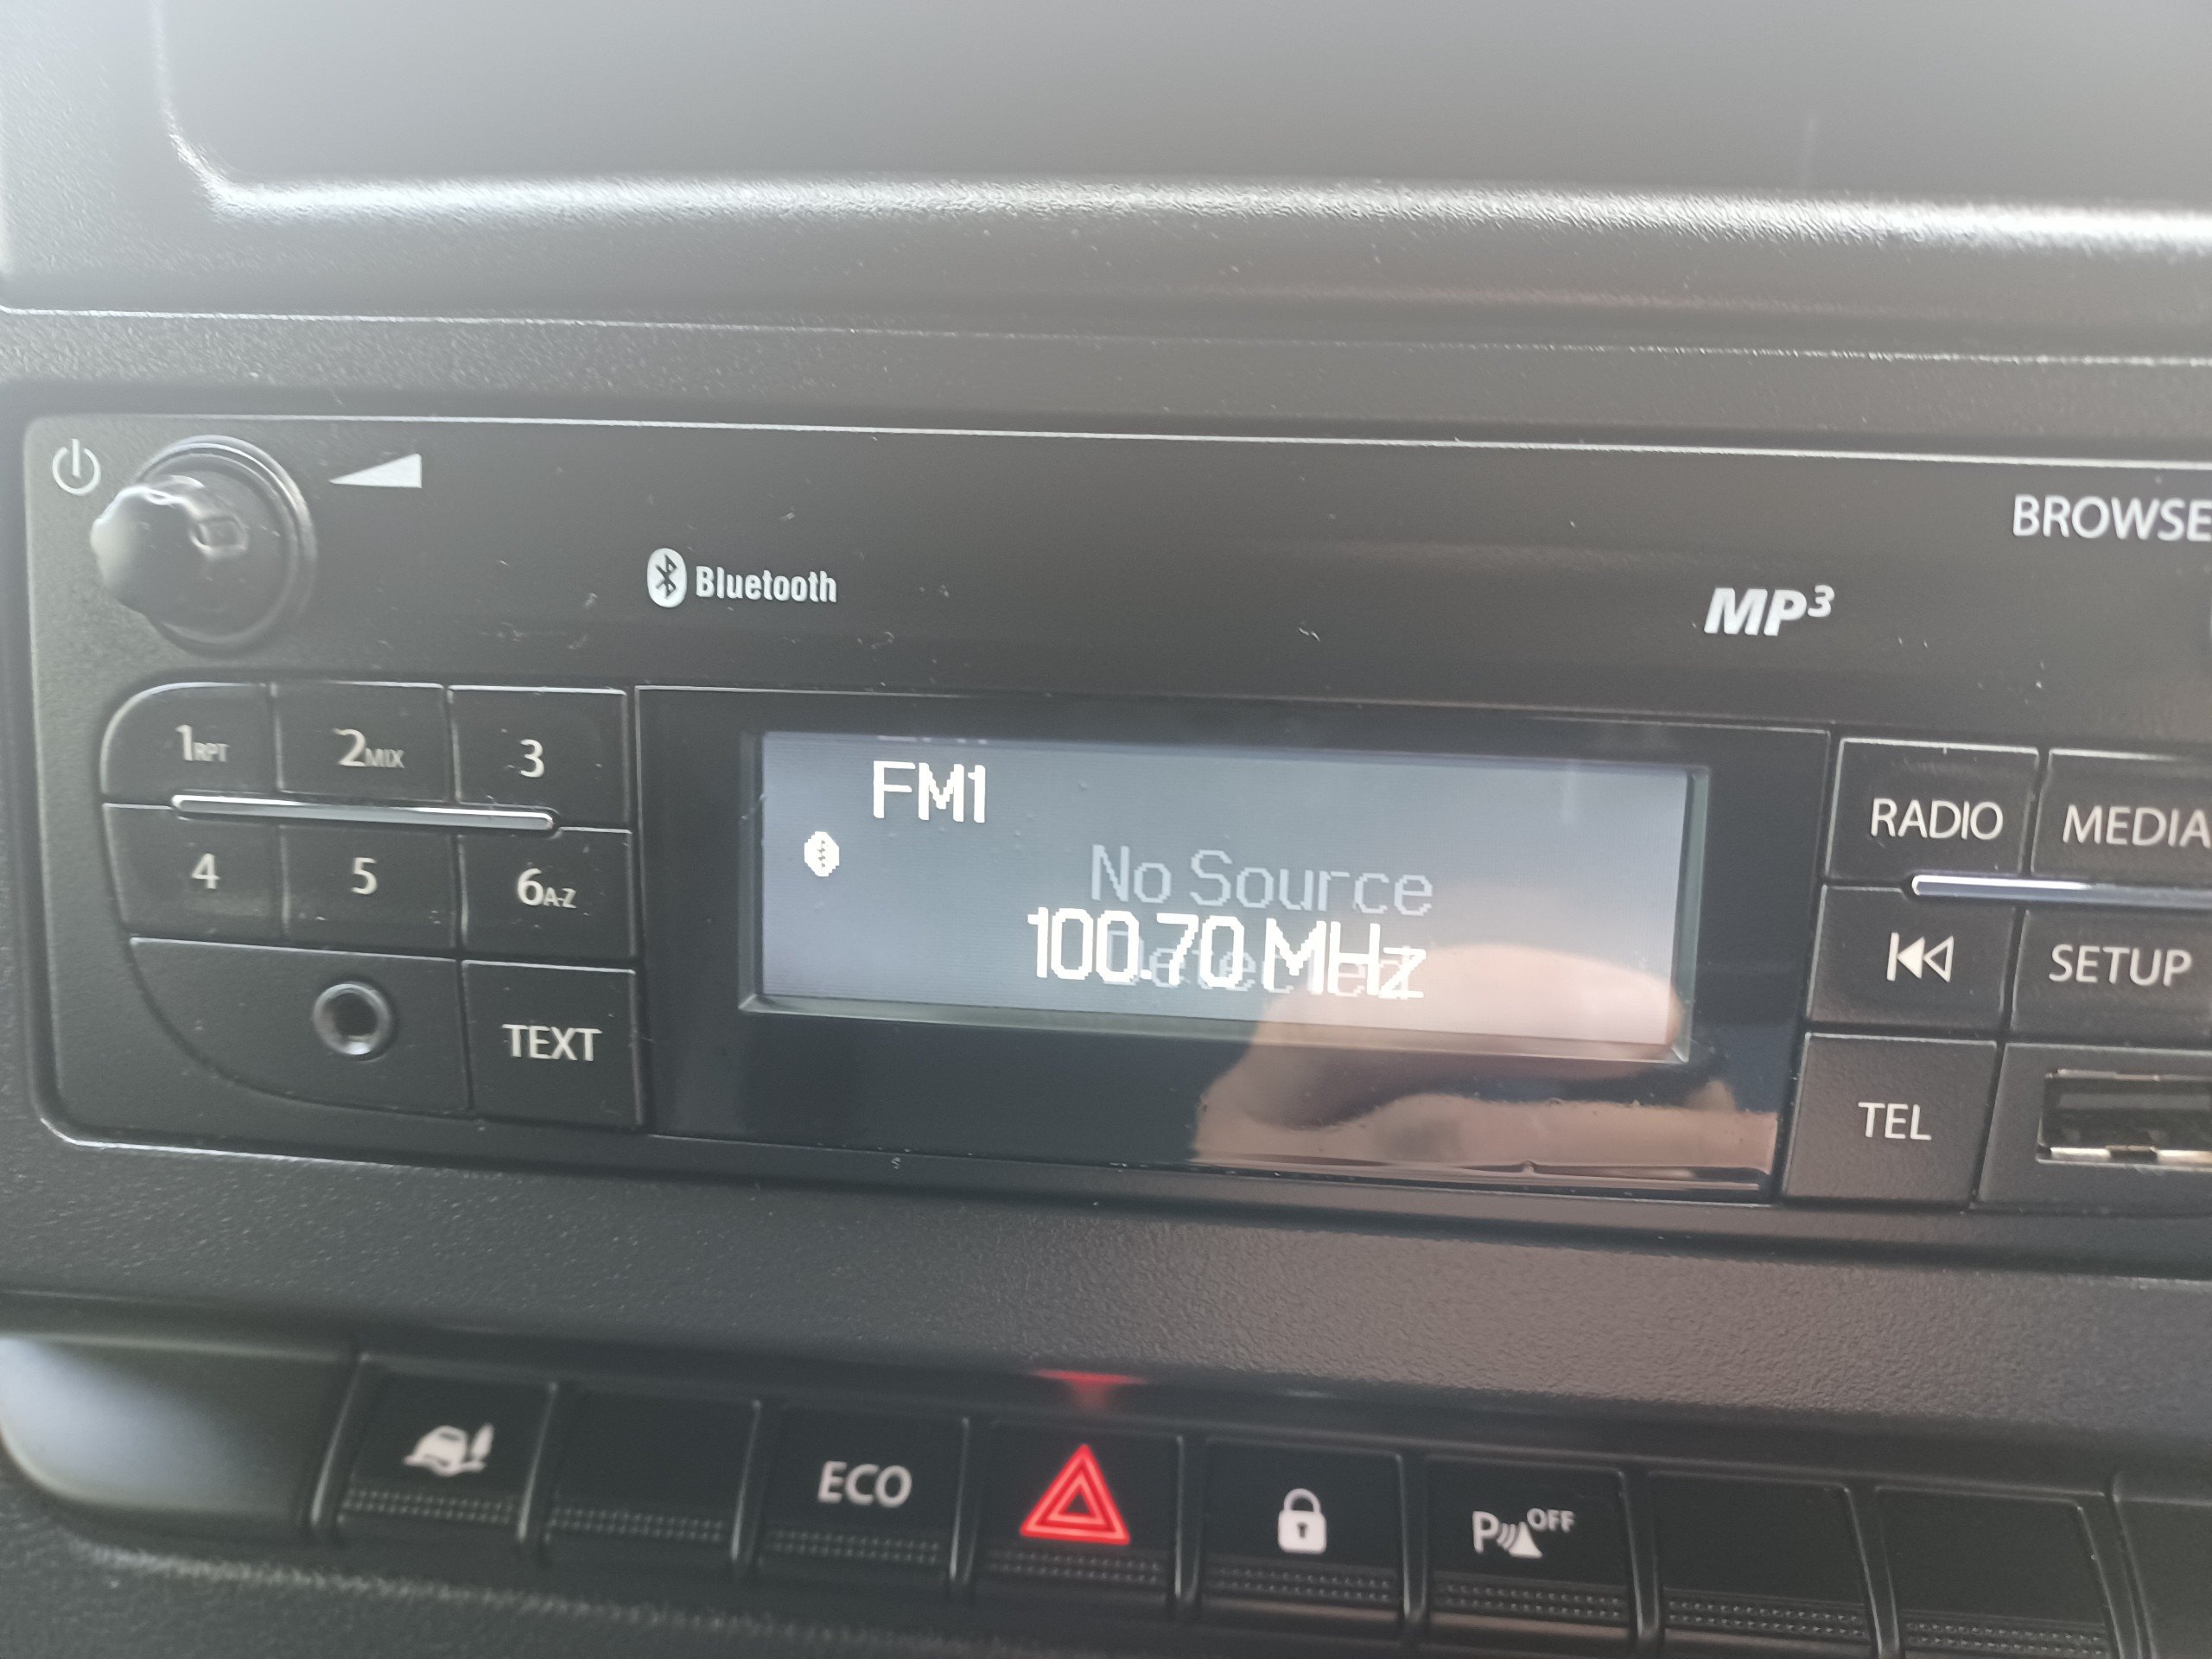 BROWSE
Bluetooth
MP3
1RPT 2MIX 3
FM1
RADIO MEDIA
No Source
4 5 6A-Z
100.70 MHz
Detected
SETUP
TEXT
TEL
ECO
P OFF